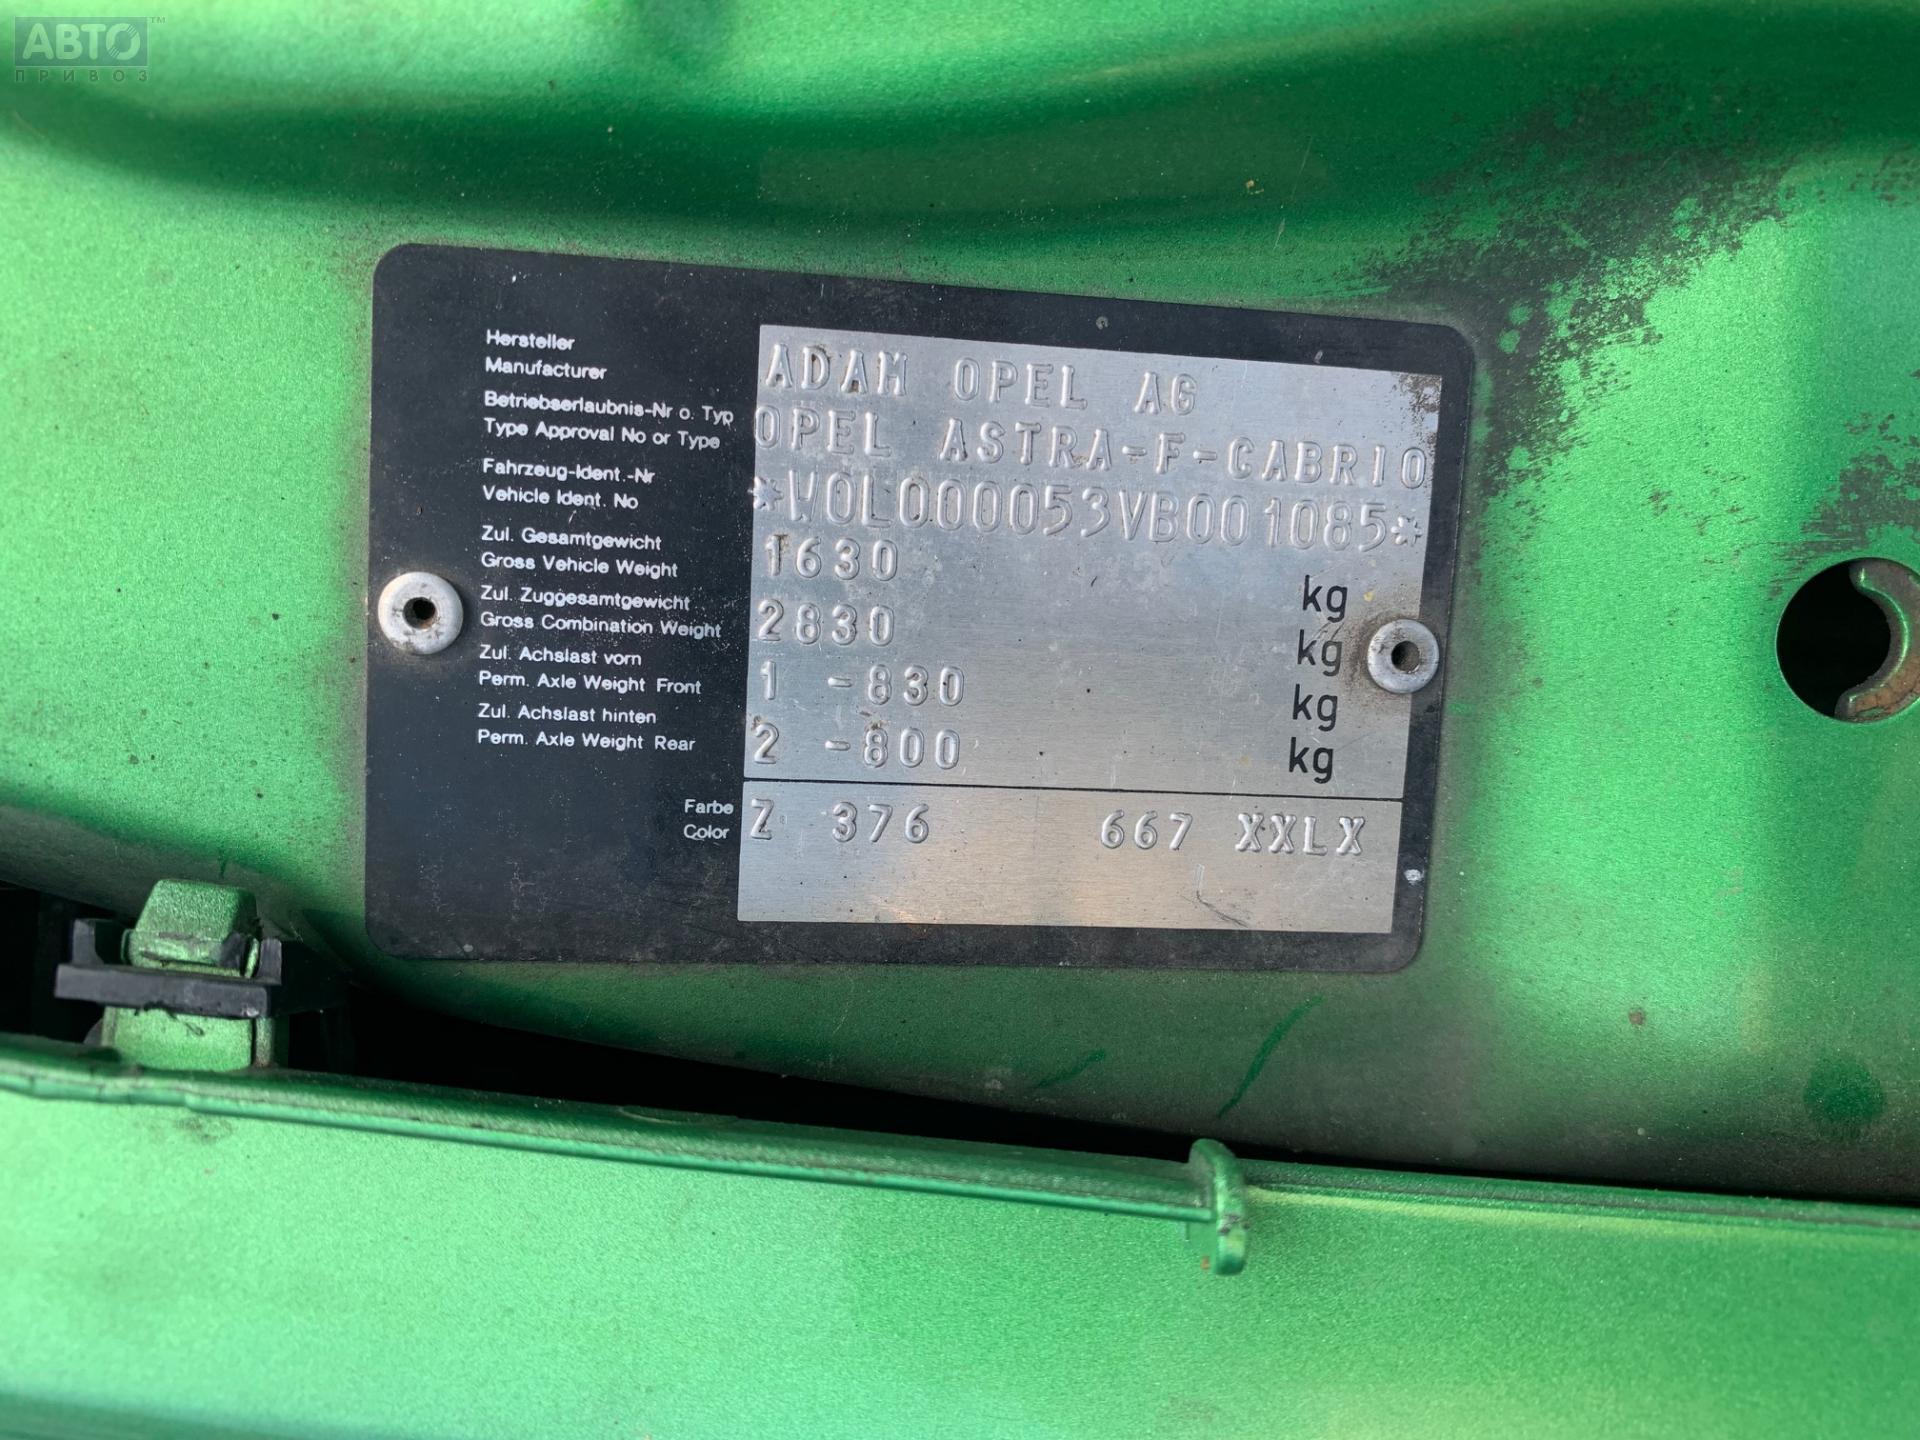 АВТО™
ПРИВОЗ
Hersteller
Manufacturer
ADAM OPEL AG
Betriebserlaubnis-Nr o. Typ
Type Approval No or Type
OPEL ASTRA-F-CABRIO
Fahrzeug-Ident.-Nr
Vehicle Ident. No
*W0L000053VB001085*
Zul. Gesamtgewicht
Gross Vehicle Weight
1630 kg
Zul. Zuggesamtgewicht
Gross Combination Weight
2830 kg
Zul. Achslast vorn
Perm. Axle Weight Front
1 -830 kg
Zul. Achslast hinten
Perm. Axle Weight Rear
2 -800 kg
Farbe
Color
Z 376 667 XXLX